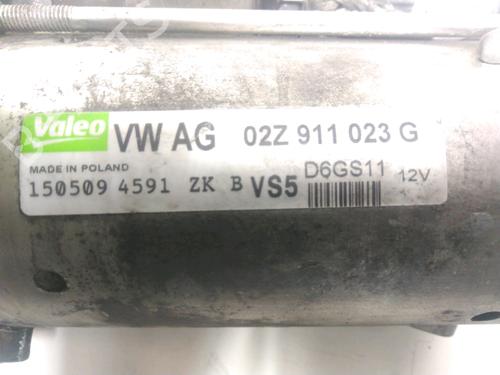 Valeo VW AG 02Z 911 023 G
MADE IN POLAND D6GS11 12V
150509 4591 ZK B VS5